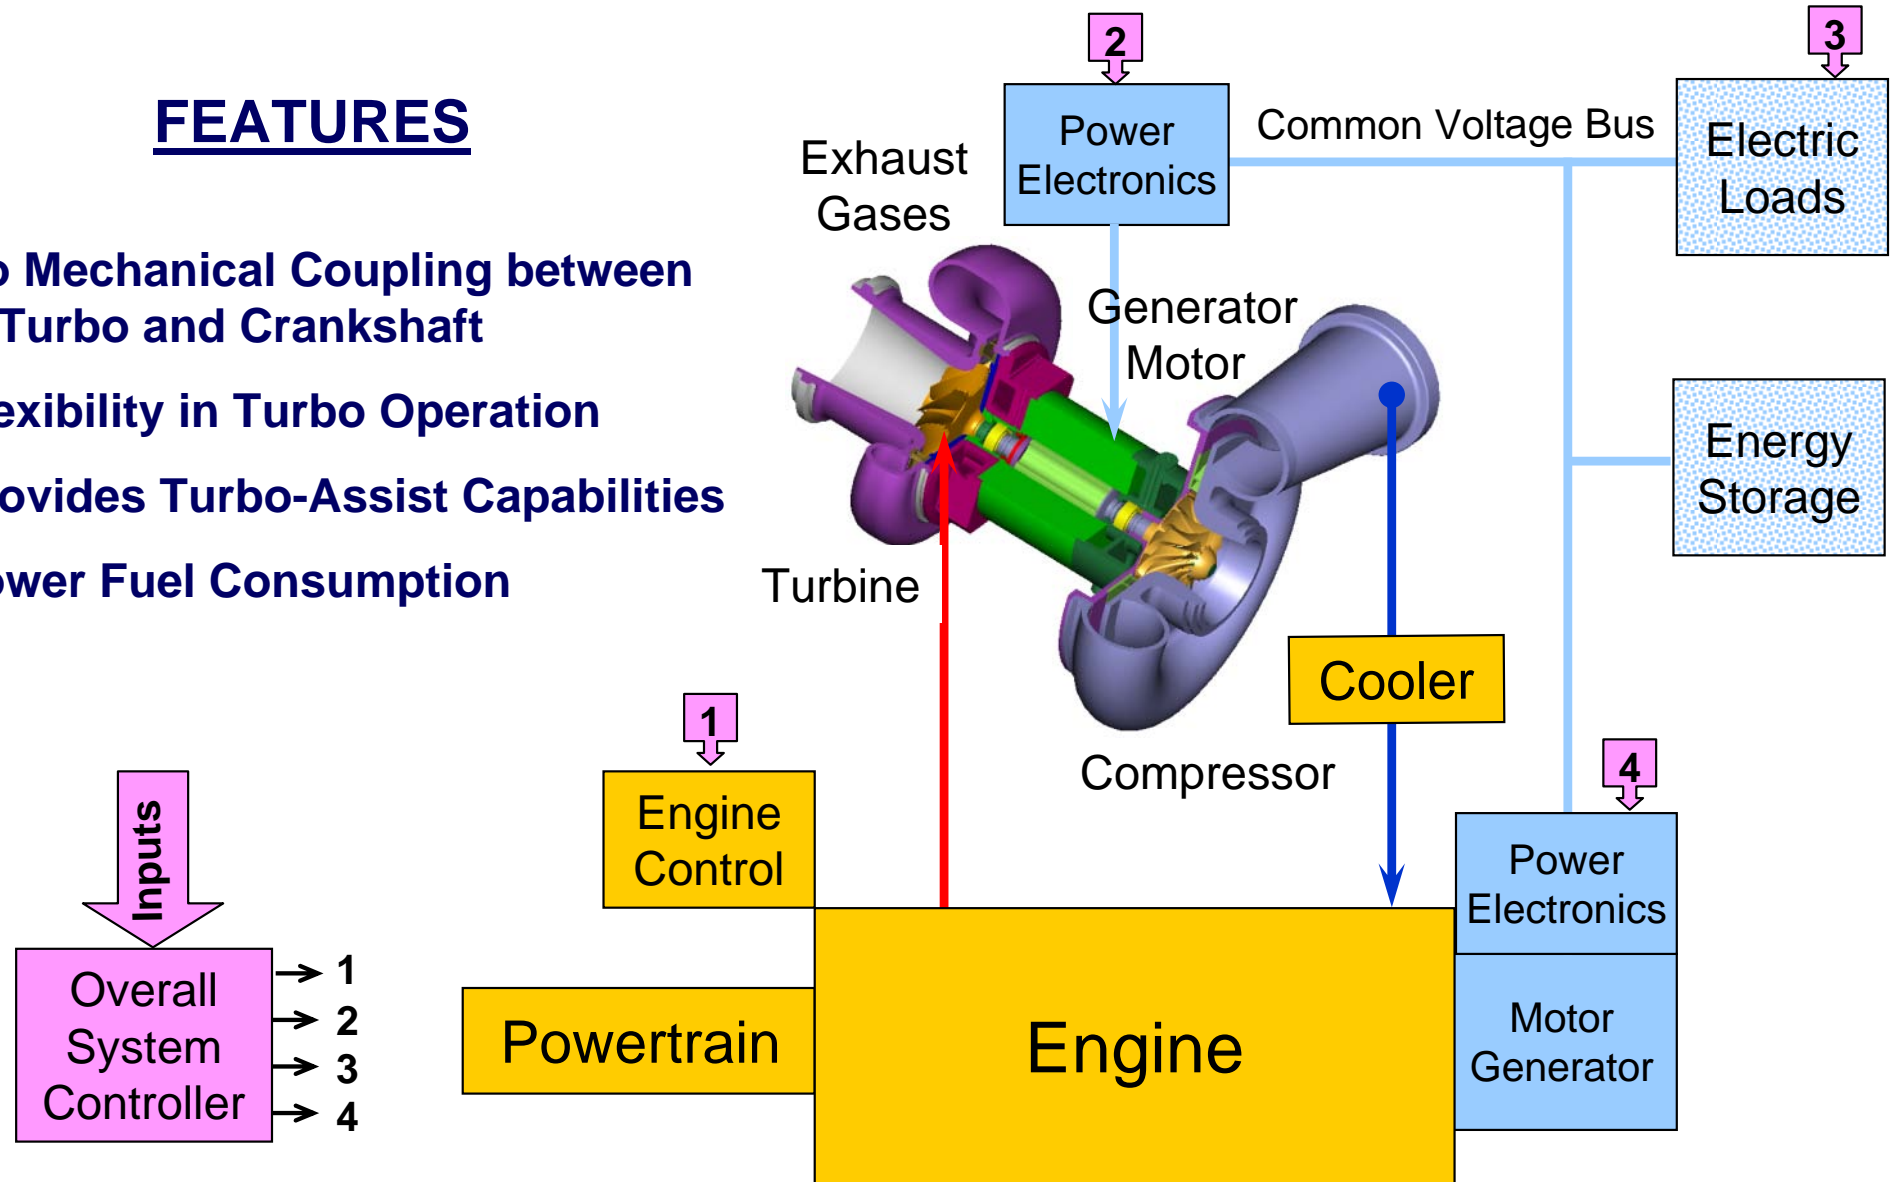 FEATURES
o Mechanical Coupling between
Turbo and Crankshaft
exibility in Turbo Operation
ovides Turbo-Assist Capabilities
ower Fuel Consumption
2
3
Power
Electronics
Common Voltage Bus
Electric
Loads
Exhaust
Gases
Generator
Motor
Energy
Storage
Turbine
Cooler
Compressor
1
4
Engine
Control
Power
Electronics
Inputs
Overall
System
Controller
1
2
3
4
Powertrain
Engine
Motor
Generator